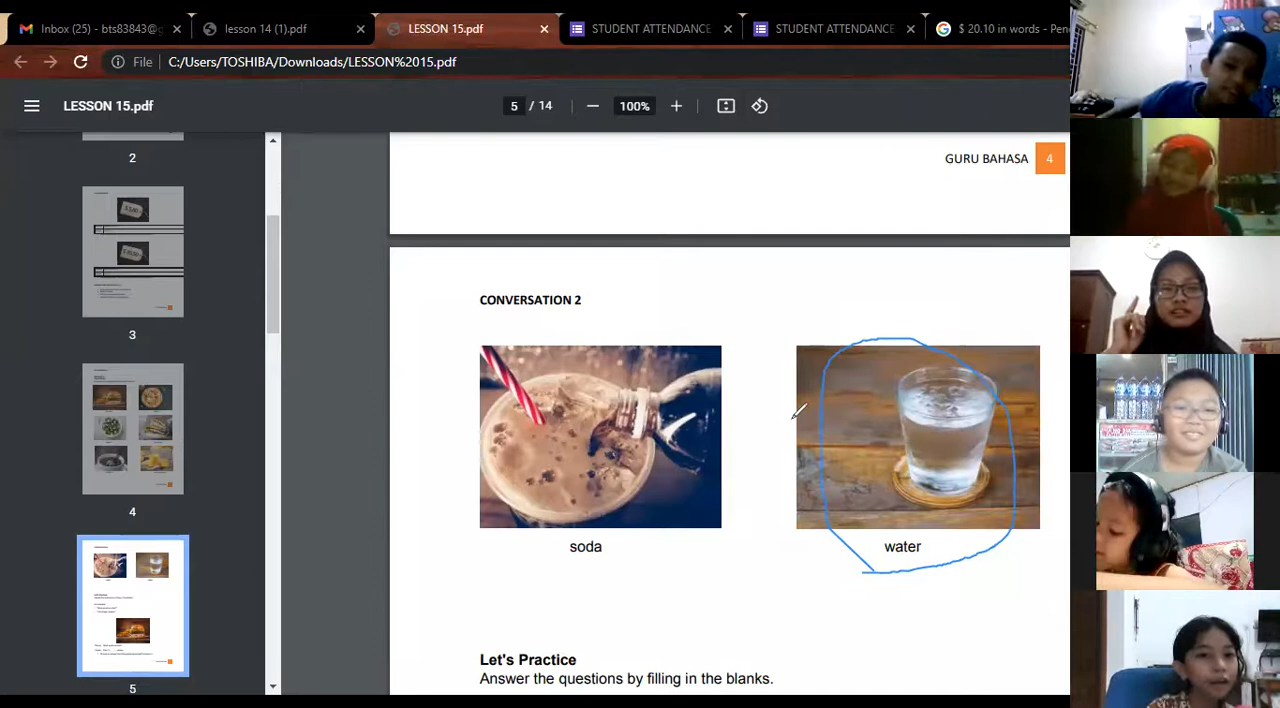 Inbox (25) - bts83843@g
lesson 14 (1).pdf
LESSON 15.pdf
STUDENT ATTENDANCE
STUDENT ATTENDANCE
$ 20.10 in words - Pen
File
C:/Users/TOSHIBA/Downloads/LESSON%2015.pdf
LESSON 15.pdf
5 / 14
100%
2
3
4
5
GURU BAHASA 4
CONVERSATION 2
soda
water
Let's Practice
Answer the questions by filling in the blanks.